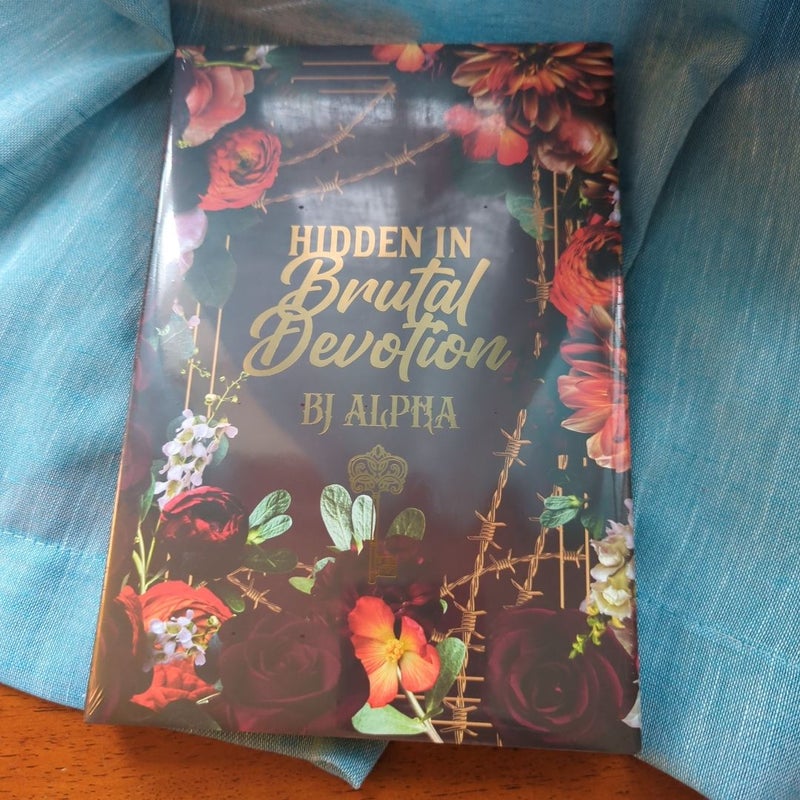 HIDDEN IN
Brutal
Devotion
BJ ALPHA